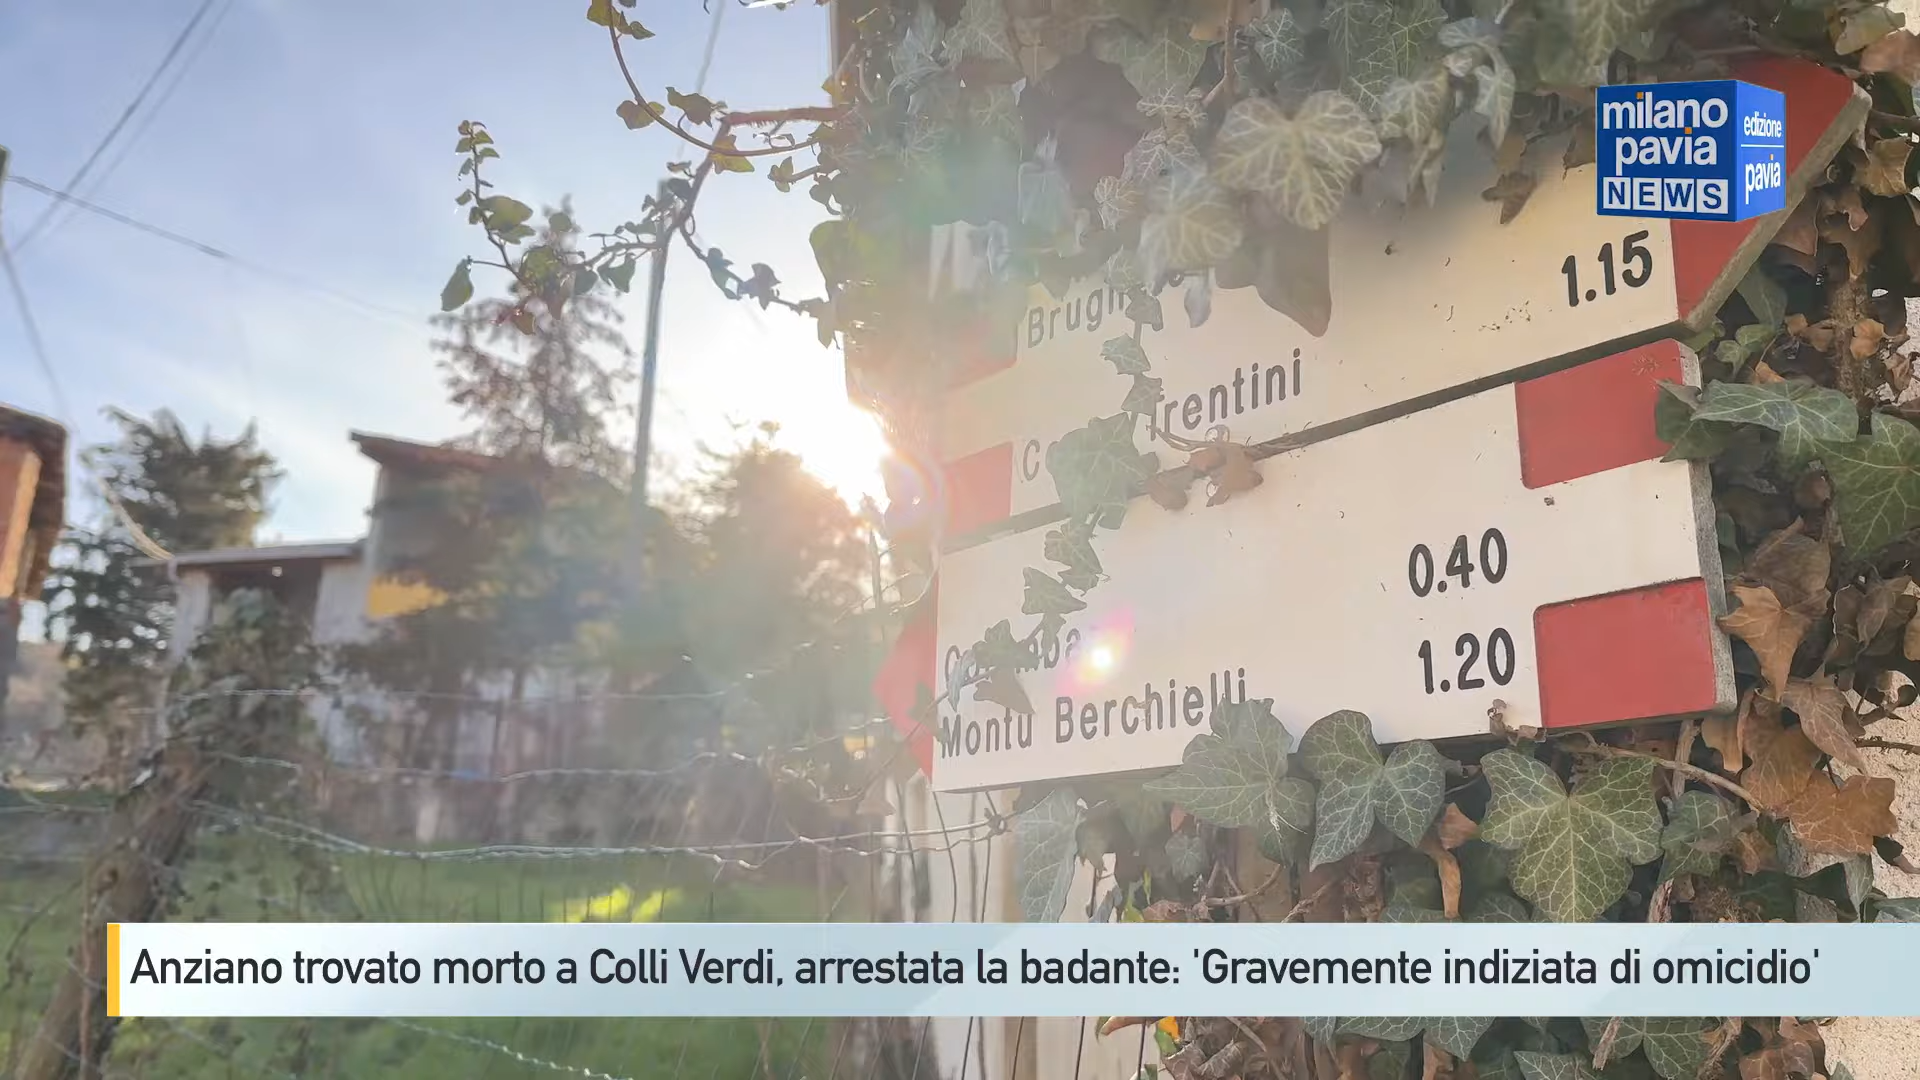 milano
pavia
NEWS
edizione
pavia
1.15
Trentini
0.40
1.20
Montù Berchielli
Anziano trovato morto a Colli Verdi, arrestata la badante: 'Gravemente indiziata di omicidio'